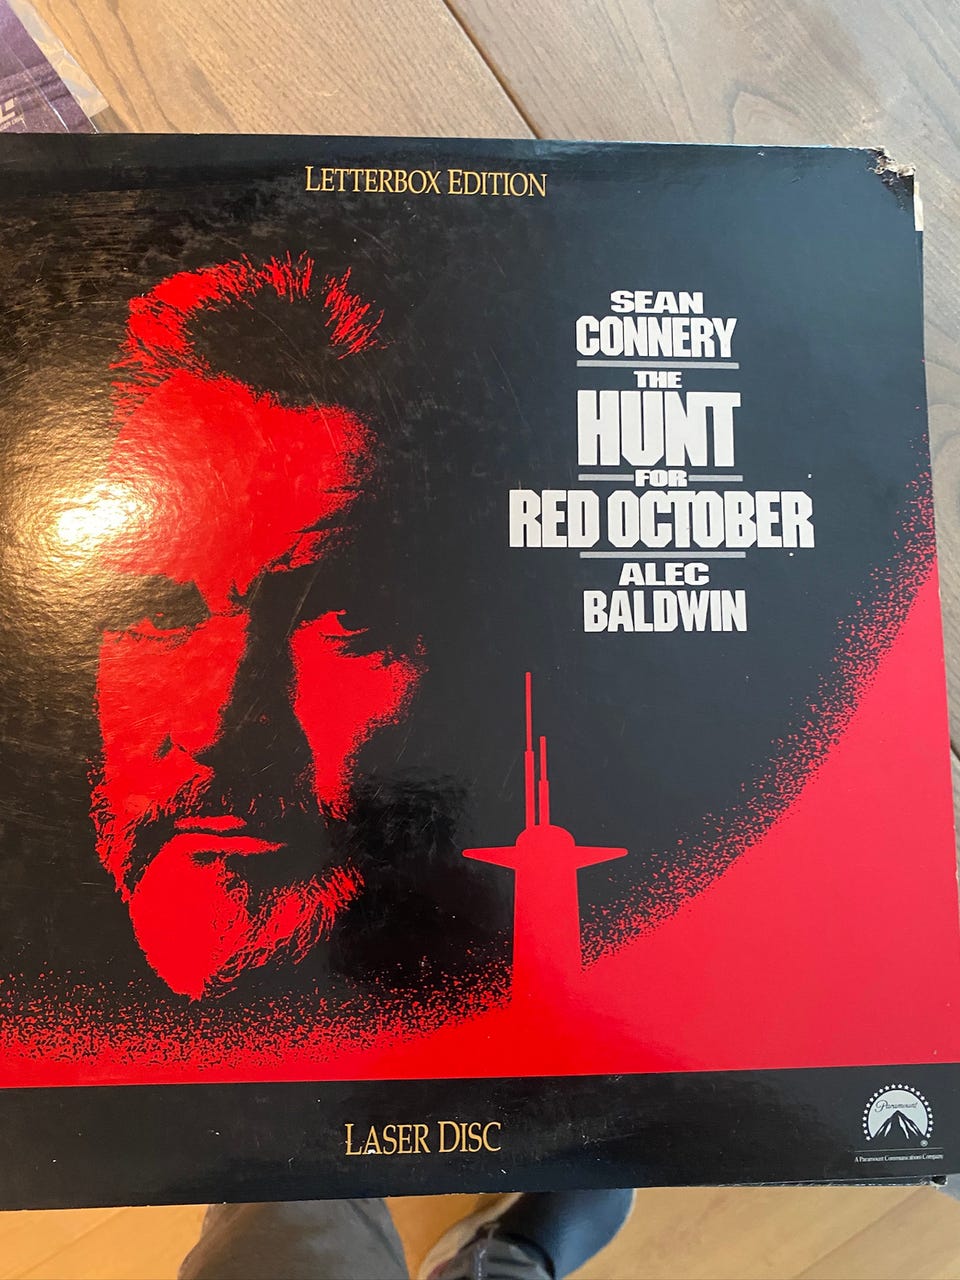 LETTERBOX EDITION
SEAN
CONNERY
THE
HUNT
FOR
RED OCTOBER
ALEC
BALDWIN
LASER DISC
Paramount
®
A Paramount Communications Company